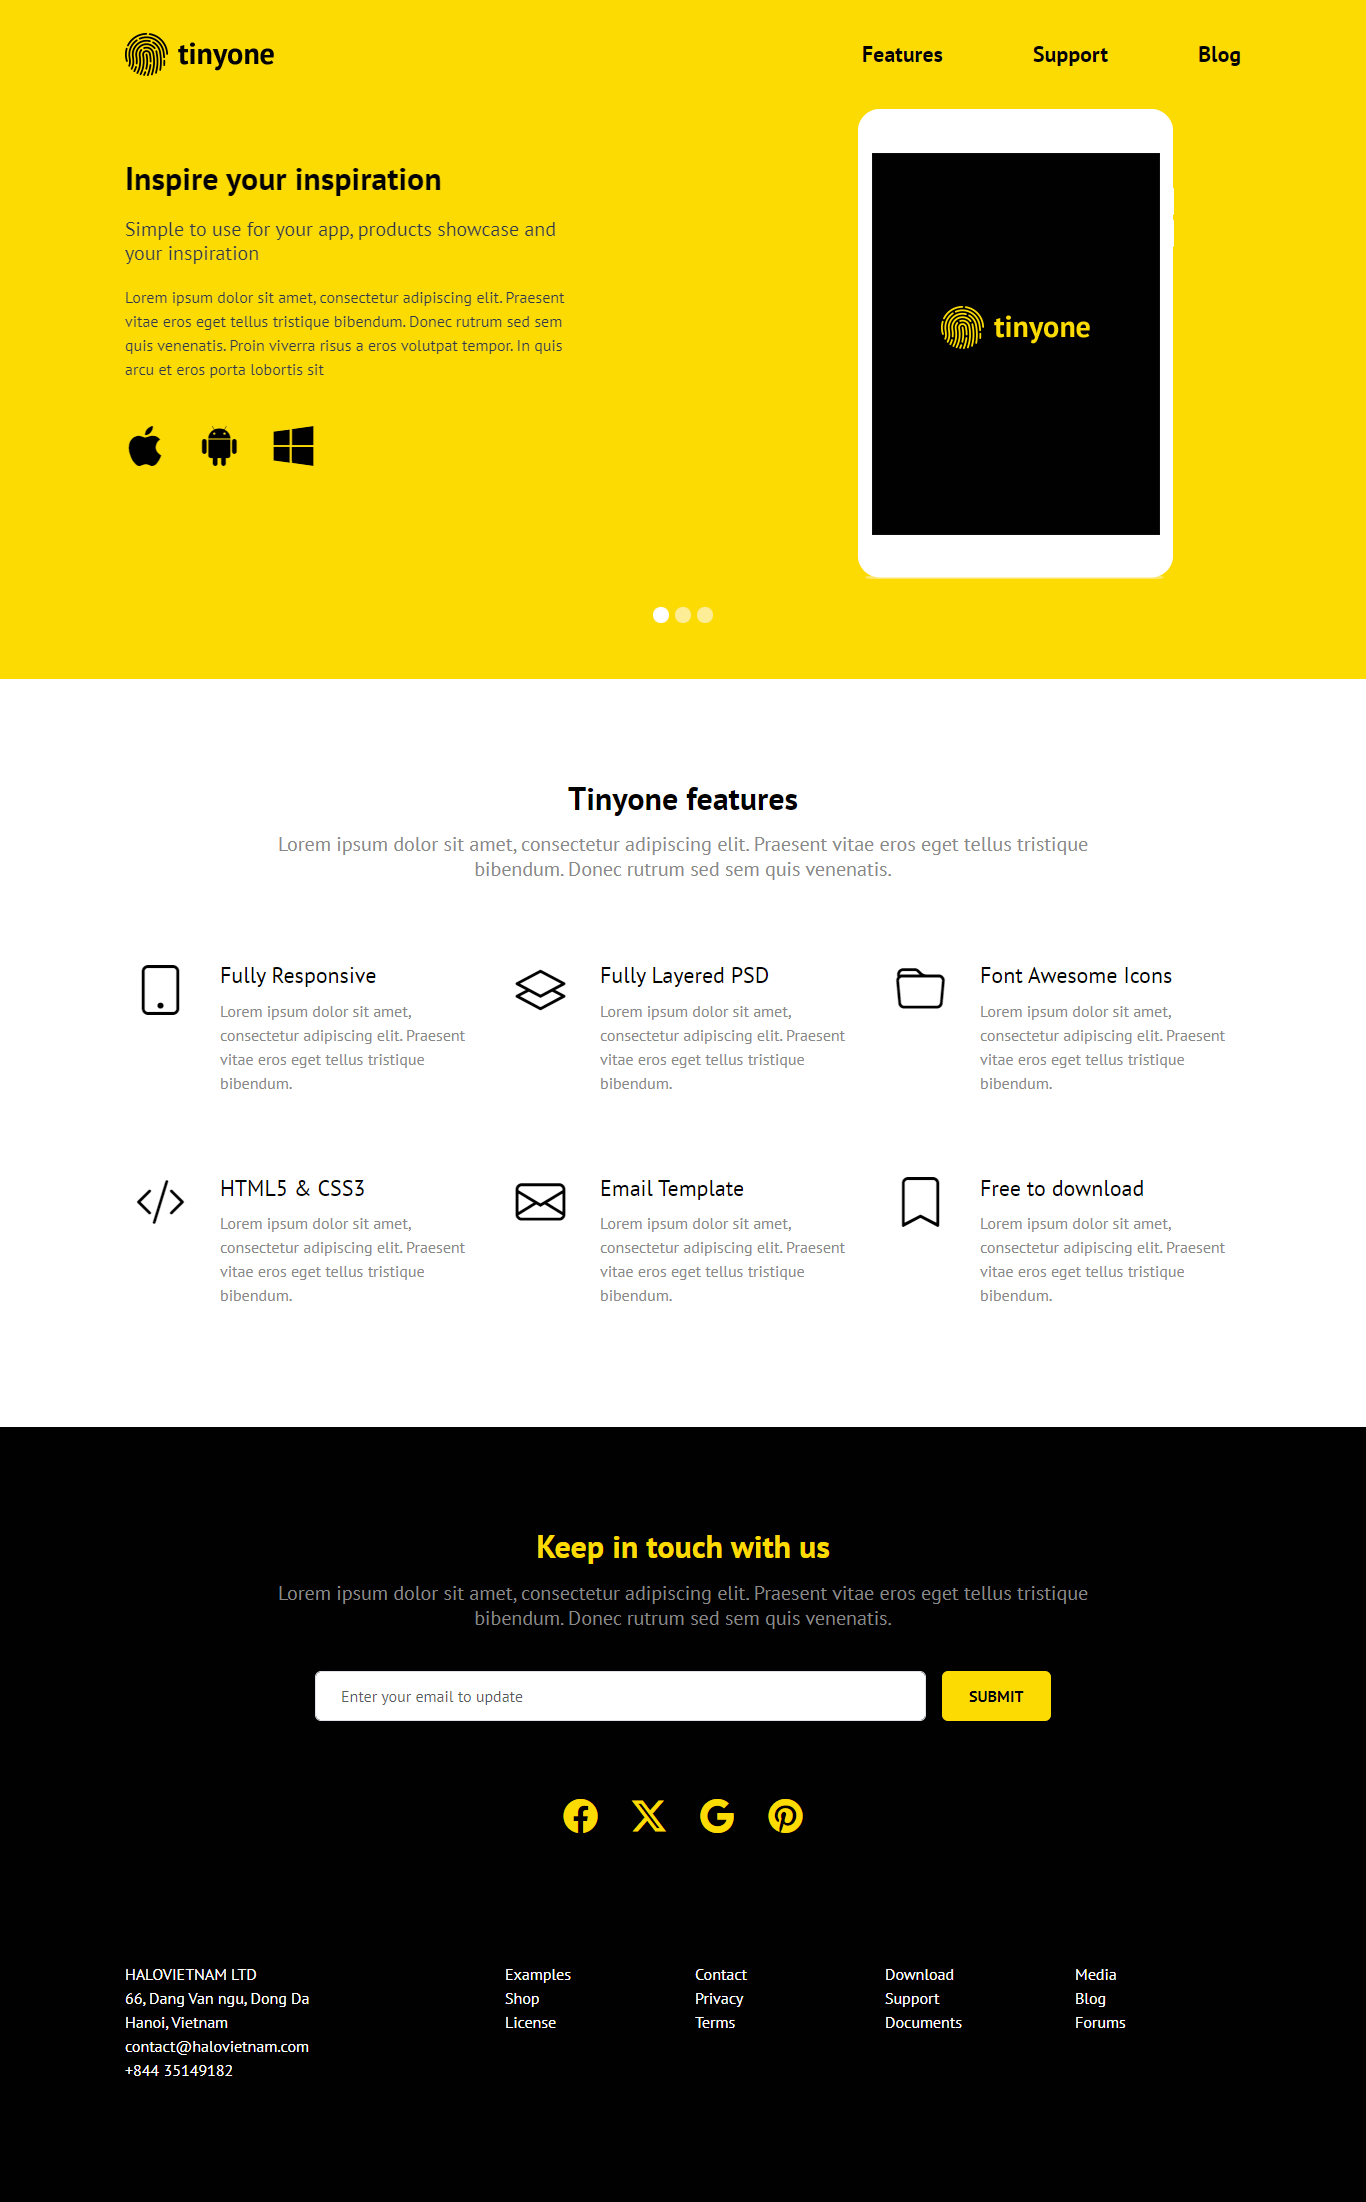 tinyone
Features
Support
Blog
Inspire your inspiration
Simple to use for your app, products showcase and
your inspiration
Lorem ipsum dolor sit amet, consectetur adipiscing elit. Praesent
vitae eros eget tellus tristique bibendum. Donec rutrum sed sem
quis venenatis. Proin viverra risus a eros volutpat tempor. In quis
arcu et eros porta lobortis sit
tinyone
Tinyone features
Lorem ipsum dolor sit amet, consectetur adipiscing elit. Praesent vitae eros eget tellus tristique
bibendum. Donec rutrum sed sem quis venenatis.
Fully Responsive
Lorem ipsum dolor sit amet,
consectetur adipiscing elit. Praesent
vitae eros eget tellus tristique
bibendum.
Fully Layered PSD
Lorem ipsum dolor sit amet,
consectetur adipiscing elit. Praesent
vitae eros eget tellus tristique
bibendum.
Font Awesome Icons
Lorem ipsum dolor sit amet,
consectetur adipiscing elit. Praesent
vitae eros eget tellus tristique
bibendum.
HTML5 & CSS3
Lorem ipsum dolor sit amet,
consectetur adipiscing elit. Praesent
vitae eros eget tellus tristique
bibendum.
Email Template
Lorem ipsum dolor sit amet,
consectetur adipiscing elit. Praesent
vitae eros eget tellus tristique
bibendum.
Free to download
Lorem ipsum dolor sit amet,
consectetur adipiscing elit. Praesent
vitae eros eget tellus tristique
bibendum.
Keep in touch with us
Lorem ipsum dolor sit amet, consectetur adipiscing elit. Praesent vitae eros eget tellus tristique
bibendum. Donec rutrum sed sem quis venenatis.
Enter your email to update
SUBMIT
HALOVIETNAM LTD
66, Dang Van ngu, Dong Da
Hanoi, Vietnam
contact@halovietnam.com
+844 35149182
Examples
Shop
License
Contact
Privacy
Terms
Download
Support
Documents
Media
Blog
Forums